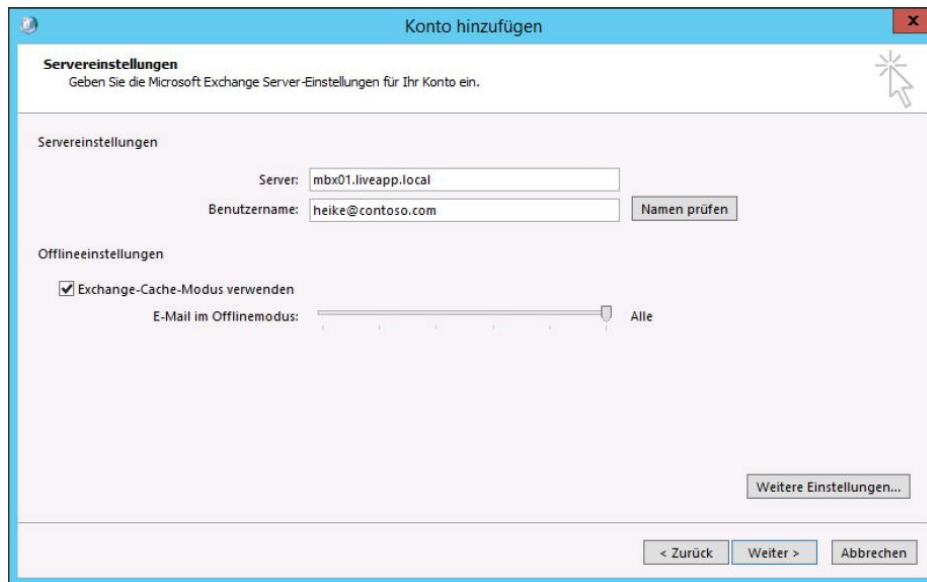 Konto hinzufügen
x
Servereinstellungen
Geben Sie die Microsoft Exchange Server-Einstellungen für Ihr Konto ein.
Servereinstellungen
Server: mbx01.liveapp.local
Benutzername: heike@contoso.com Namen prüfen
Offlineeinstellungen
Exchange-Cache-Modus verwenden
E-Mail im Offlinemodus: Alle
Weitere Einstellungen...
< Zurück Weiter > Abbrechen